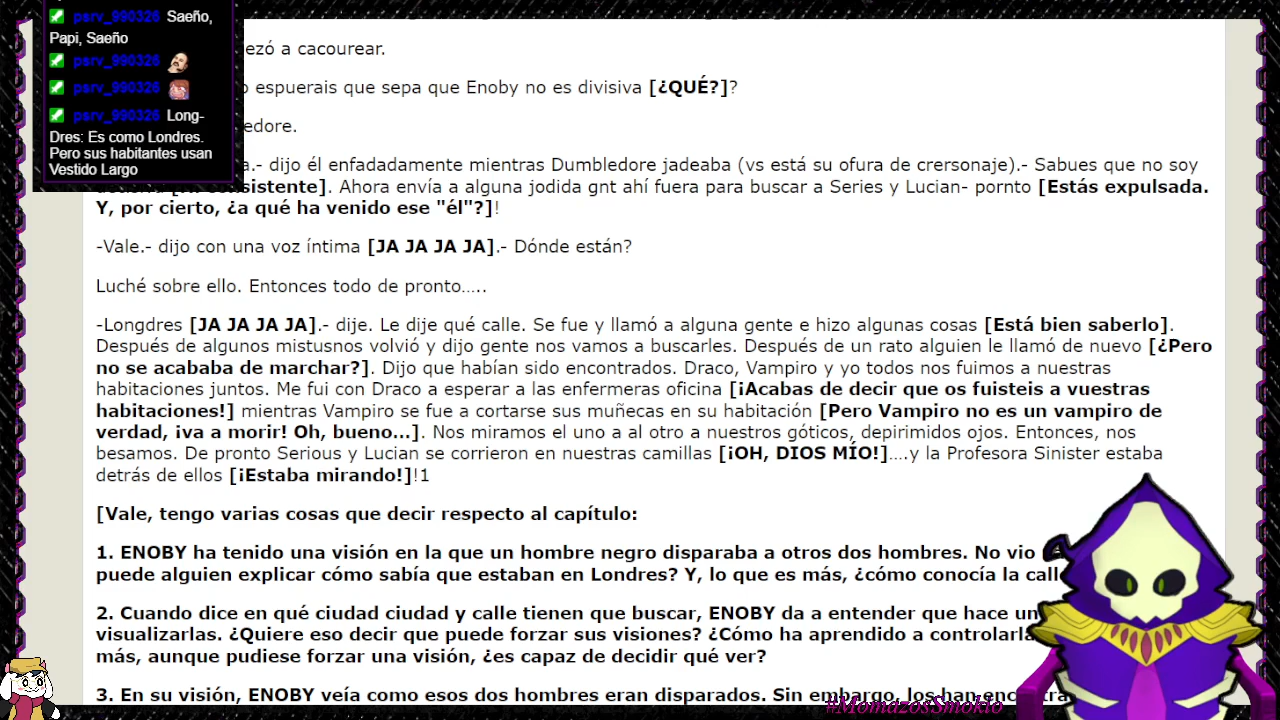 psrv_990326 Saeño,
Papi, Saeño
psrv_990326
psrv_990326
psrv_990326 Long-
Dres: Es como Londres.
Pero sus habitantes usan
Vestido Largo
ezó a cacourear.
o espuerais que sepa que Enoby no es divisiva [¿QUÉ?]?
edore.
a.- dijo él enfadadamente mientras Dumbledore jadeaba (vs está su ofura de crersonaje).- Sabues que no soy
. Ahora envía a alguna jodida gnt ahí fuera para buscar a Series y Lucian- pornto [Estás expulsada.
Y, por cierto, ¿a qué ha venido ese "él"?]!
-Vale.- dijo con una voz íntima [JA JA JA JA].- Dónde están?
Luché sobre ello. Entonces todo de pronto…..
-Longdres [JA JA JA JA].- dije. Le dije qué calle. Se fue y llamó a alguna gente e hizo algunas cosas [Está bien saberlo].
Después de algunos mistusnos volvió y dijo gente nos vamos a buscarles. Después de un rato alguien le llamó de nuevo [¿Pero
no se acababa de marchar?]. Dijo que habían sido encontrados. Draco, Vampiro y yo todos nos fuimos a nuestras
habitaciones juntos. Me fui con Draco a esperar a las enfermeras oficina [¡Acabas de decir que os fuisteis a vuestras
habitaciones!] mientras Vampiro se fue a cortarse sus muñecas en su habitación [Pero Vampiro no es un vampiro de
verdad, ¡va a morir! Oh, bueno...]. Nos miramos el uno a al otro a nuestros góticos, depirimidos ojos. Entonces, nos
besamos. De pronto Serious y Lucian se corrieron en nuestras camillas [¡OH, DIOS MÍO!]….y la Profesora Sinister estaba
detrás de ellos [¡Estaba mirando!]!1
[Vale, tengo varias cosas que decir respecto al capítulo:
1. ENOBY ha tenido una visión en la que un hombre negro disparaba a otros dos hombres. No vio
puede alguien explicar cómo sabía que estaban en Londres? Y, lo que es más, ¿cómo conocía la calle
2. Cuando dice en qué ciudad ciudad y calle tienen que buscar, ENOBY da a entender que hace un
visualizarlas. ¿Quiere eso decir que puede forzar sus visiones? ¿Cómo ha aprendido a controlarla
más, aunque pudiese forzar una visión, ¿es capaz de decidir qué ver?
3. En su visión, ENOBY veía como esos dos hombres eran disparados. Sin embargo, los han
#MomazosSmokio